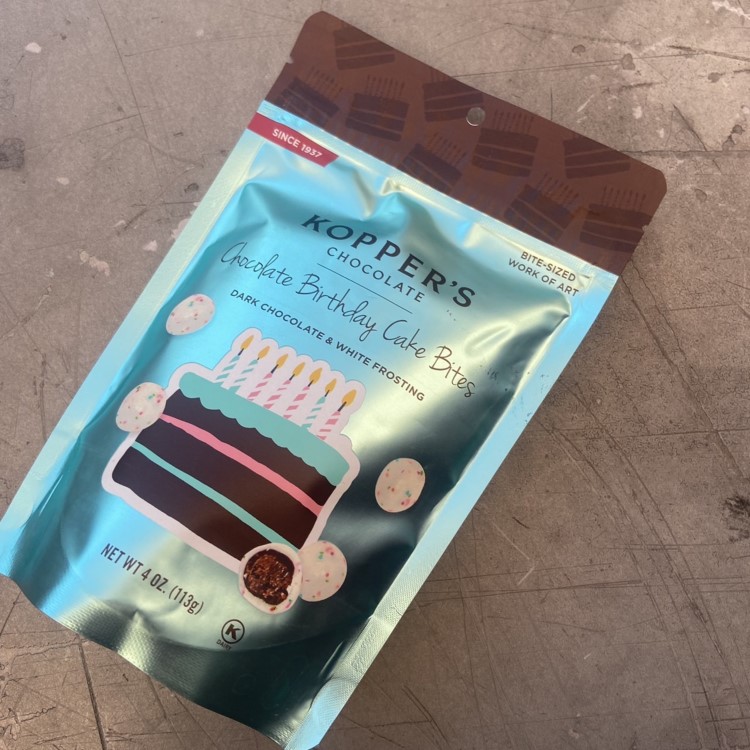 SINCE 1937
BITE-SIZED
WORK OF ART
KOPPER'S
CHOCOLATE
Chocolate Birthday Cake Bites
DARK CHOCOLATE & WHITE FROSTING
NET WT 4 OZ. (113g)
K
DAIRY